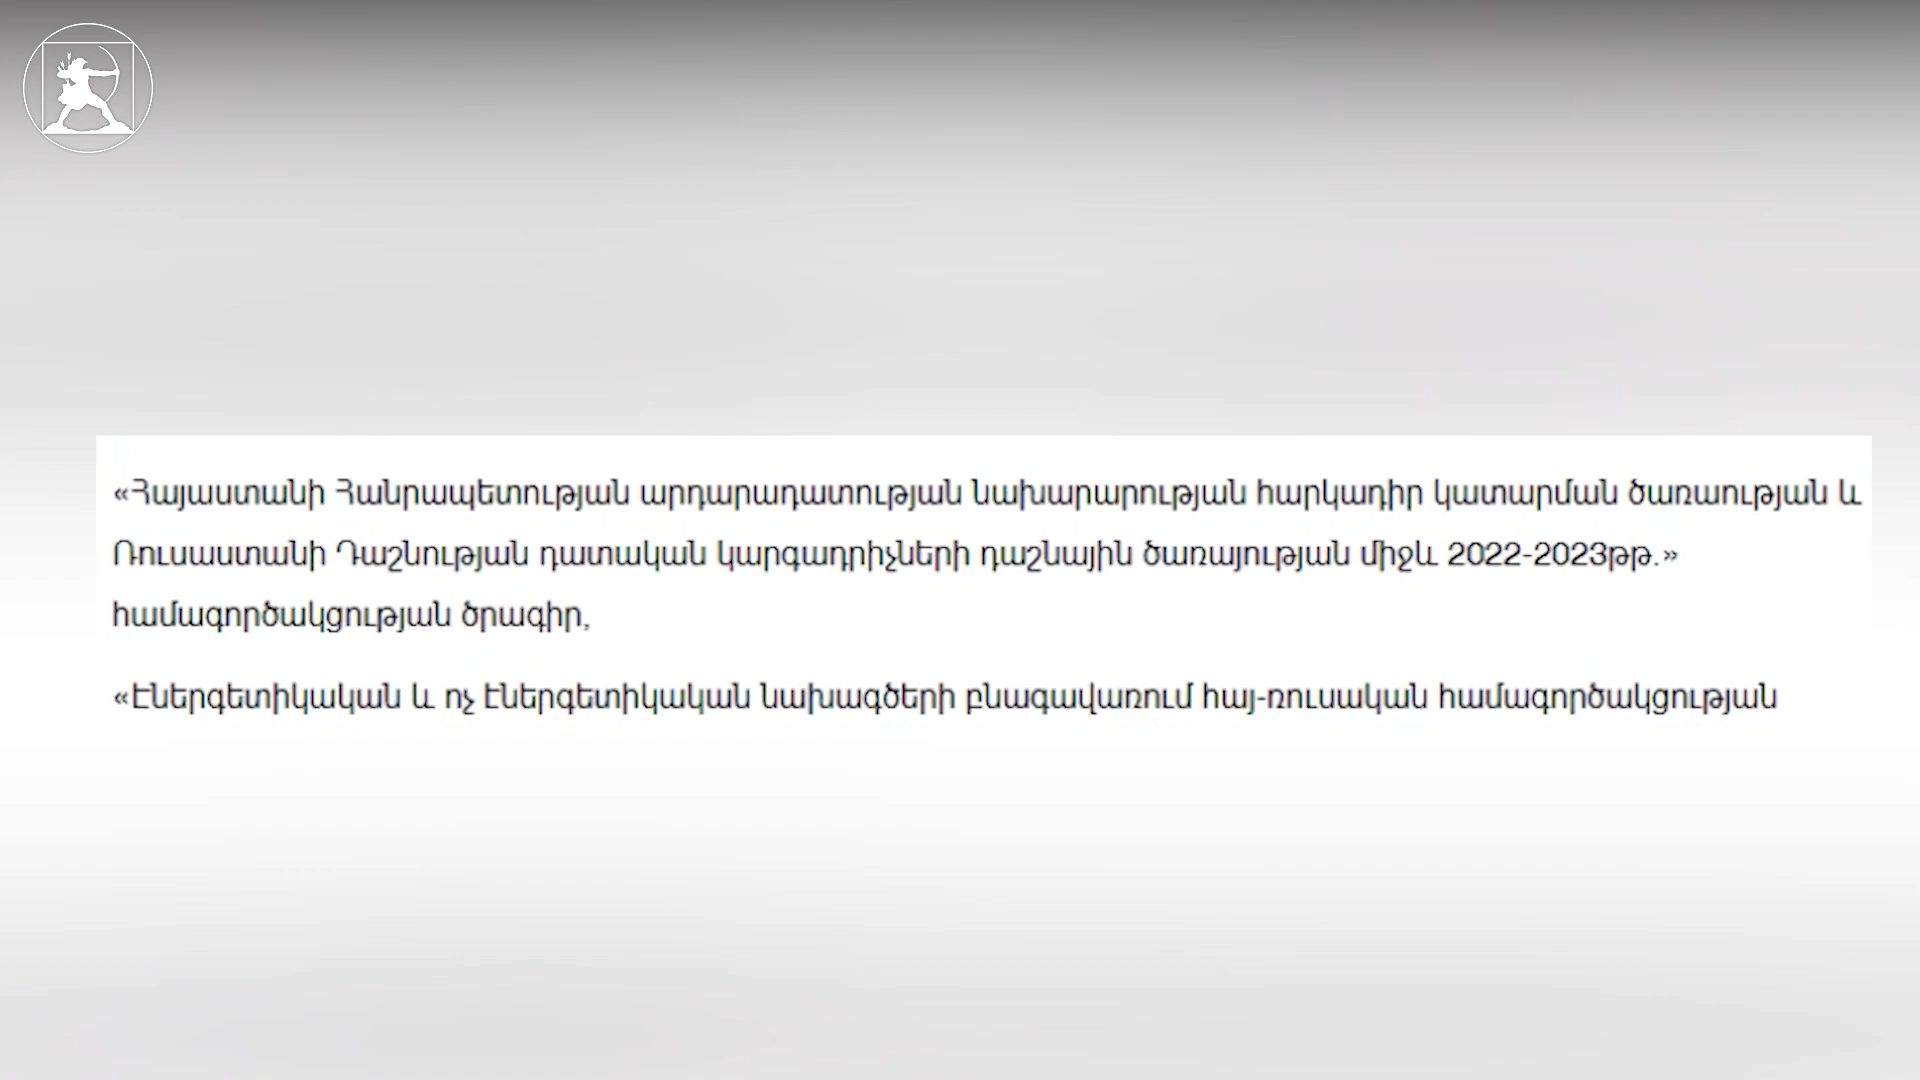 «Հայաստանի Հանրապետության արդարադատության նախարարության հարկադիր կատարման ծառաության և
Ռուսաստանի Դաշնության դատական կարգադրիչների դաշնային ծառայության միջև 2022-2023թթ.»
համագործակցության ծրագիր,
«Էներգետիկական և ոչ էներգետիկական նախագծերի բնագավառում հայ-ռուսական համագործակցության